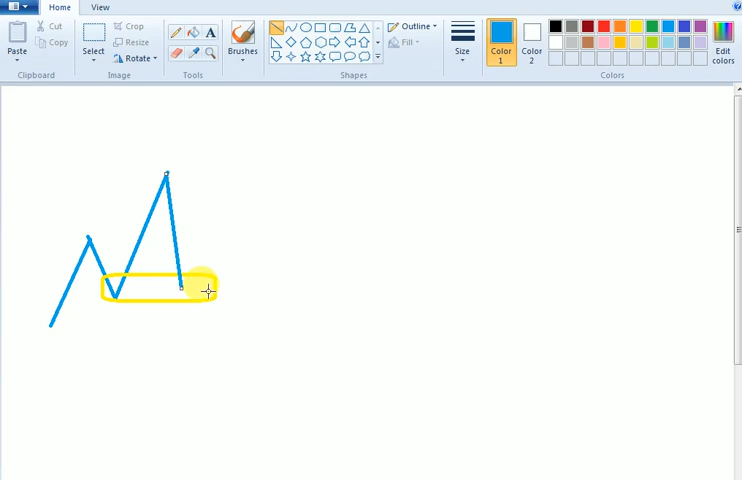 Home View
Cut
Copy
Paste
Clipboard
Select
Crop
Resize
Rotate
Image
A
Tools
Brushes
Outline
Fill
Shapes
Size
Color
1
Color
2
Edit
colors
Colors